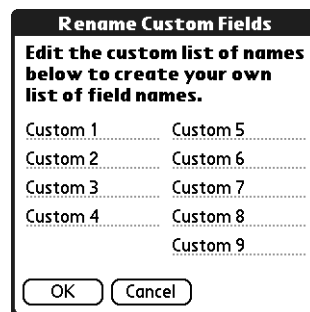 Rename Custom Fields
Edit the custom list of names
below to create your own
list of field names.
Custom 1
Custom 2
Custom 3
Custom 4
Custom 5
Custom 6
Custom 7
Custom 8
Custom 9
OK
Cancel